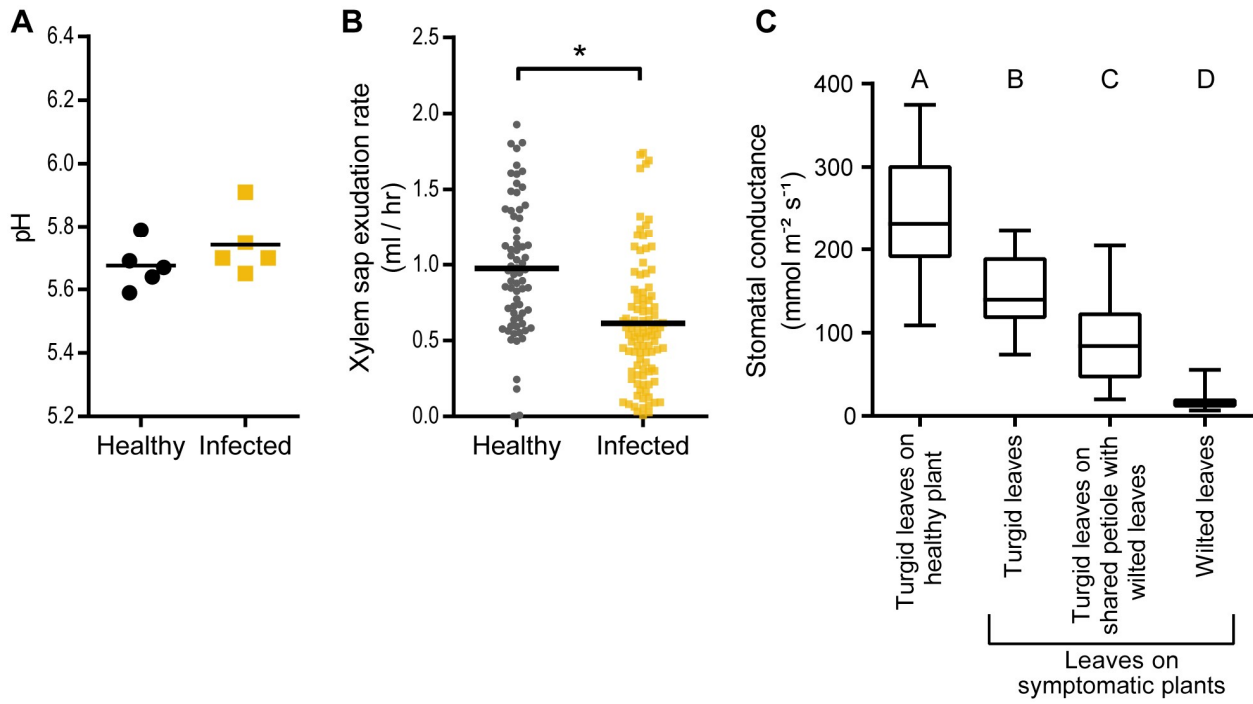 A
pH
6.4
6.2
6.0
5.8
5.6
5.4
5.2
Healthy
Infected
B
Xylem sap exudation rate
(ml / hr)
2.5
2.0
1.5
1.0
0.5
0.0
*
Healthy
Infected
C
Stomatal conductance
(mmol m⁻² s⁻¹)
400
300
200
100
0
A
B
C
D
Turgid leaves on
healthy plant
Turgid leaves
Turgid leaves on
shared petiole with
wilted leaves
Wilted leaves
Leaves on
symptomatic plants